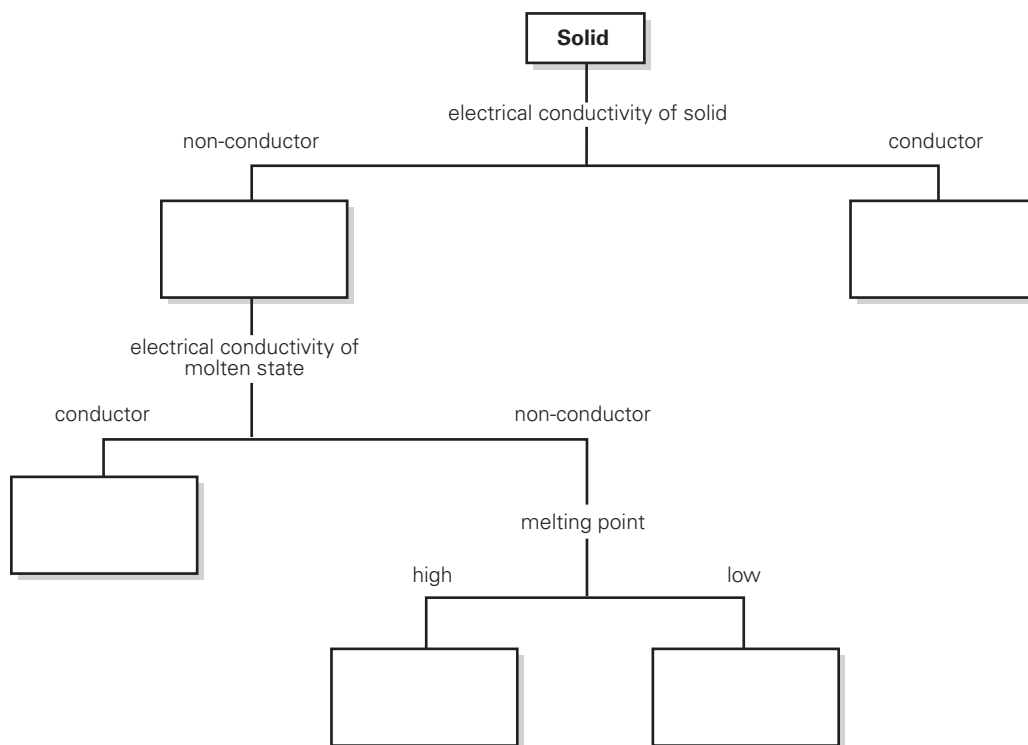 Solid
electrical conductivity of solid
non-conductor
conductor
electrical conductivity of
molten state
conductor
non-conductor
melting point
high
low